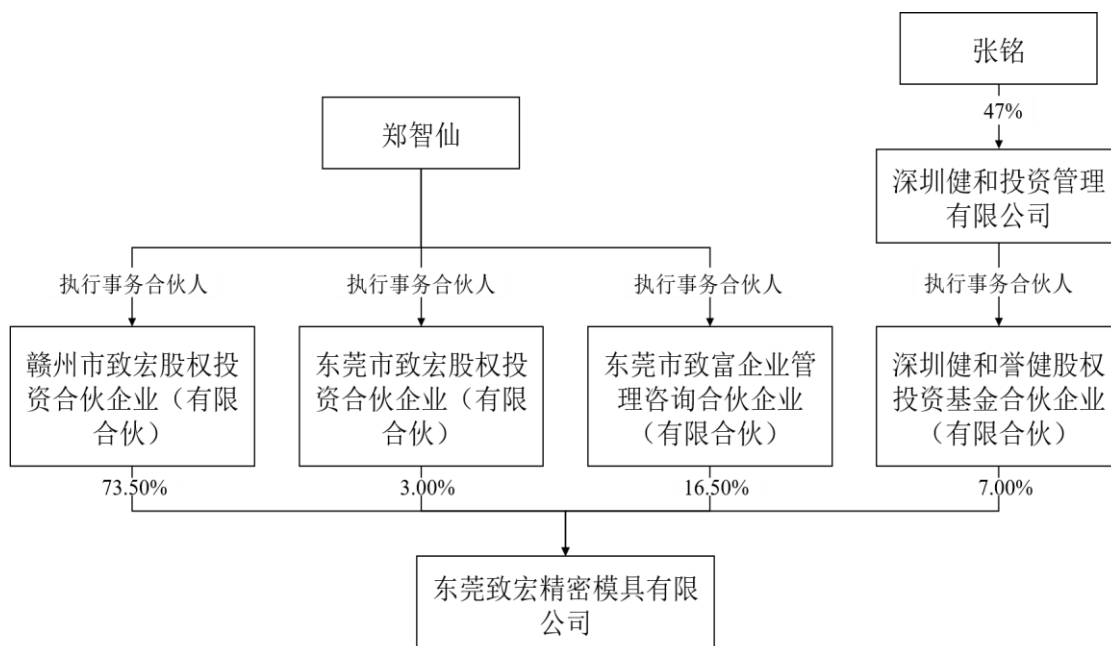 张铭
47%
郑智仙
深圳健和投资管理
有限公司
执行事务合伙人
执行事务合伙人
执行事务合伙人
执行事务合伙人
赣州市致宏股权投
资合伙企业（有限
合伙）
东莞市致宏股权投
资合伙企业（有限
合伙）
东莞市致富企业管
理咨询合伙企业
（有限合伙）
深圳健和誉健股权
投资基金合伙企业
（有限合伙）
73.50%
3.00%
16.50%
7.00%
东莞致宏精密模具有限
公司